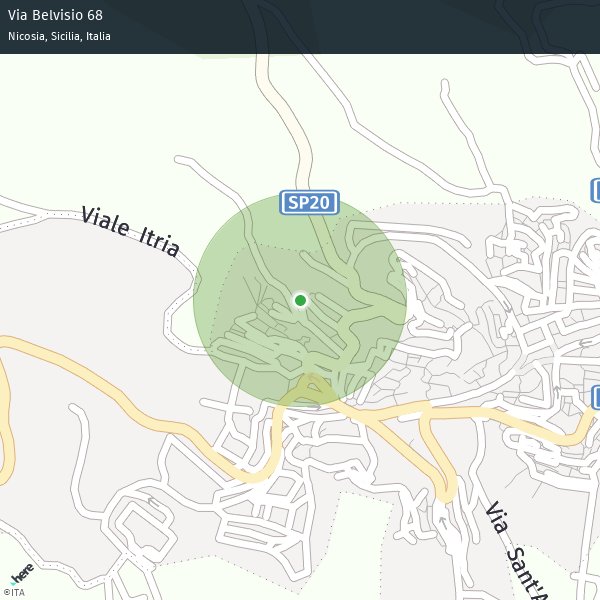 Via Belvisio 68
Nicosia, Sicilia, Italia
SP20
Viale Itria
Via Sant'A
here
©ITA